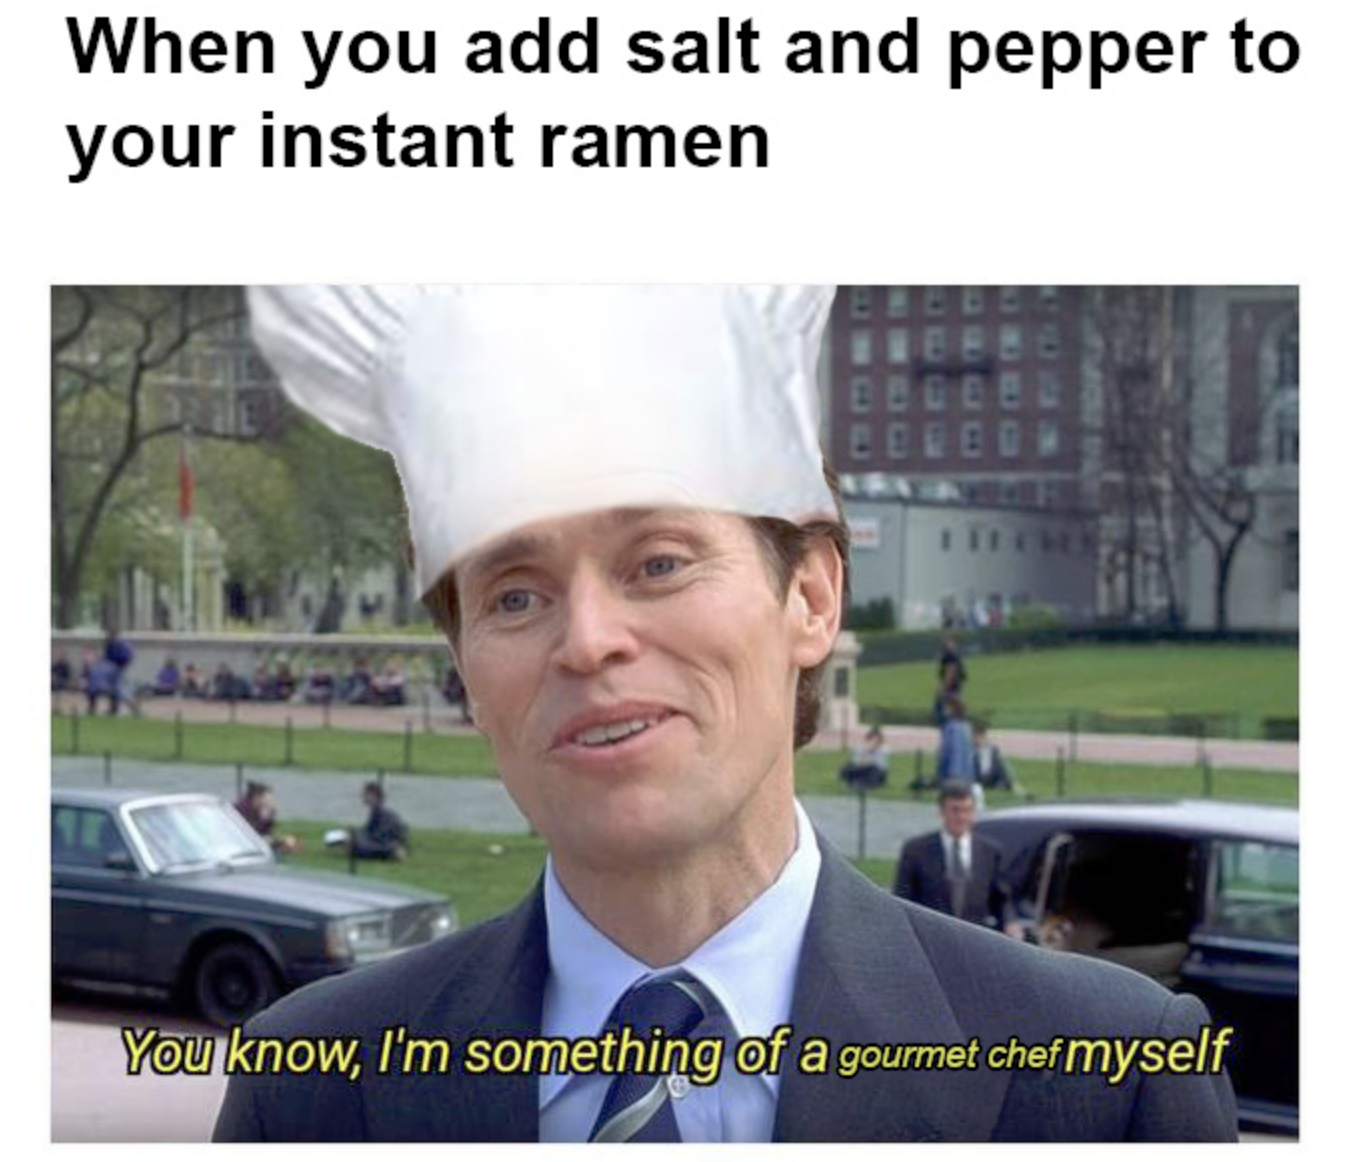 When you add salt and pepper to
your instant ramen
You know, I'm something of a gourmet chef myself